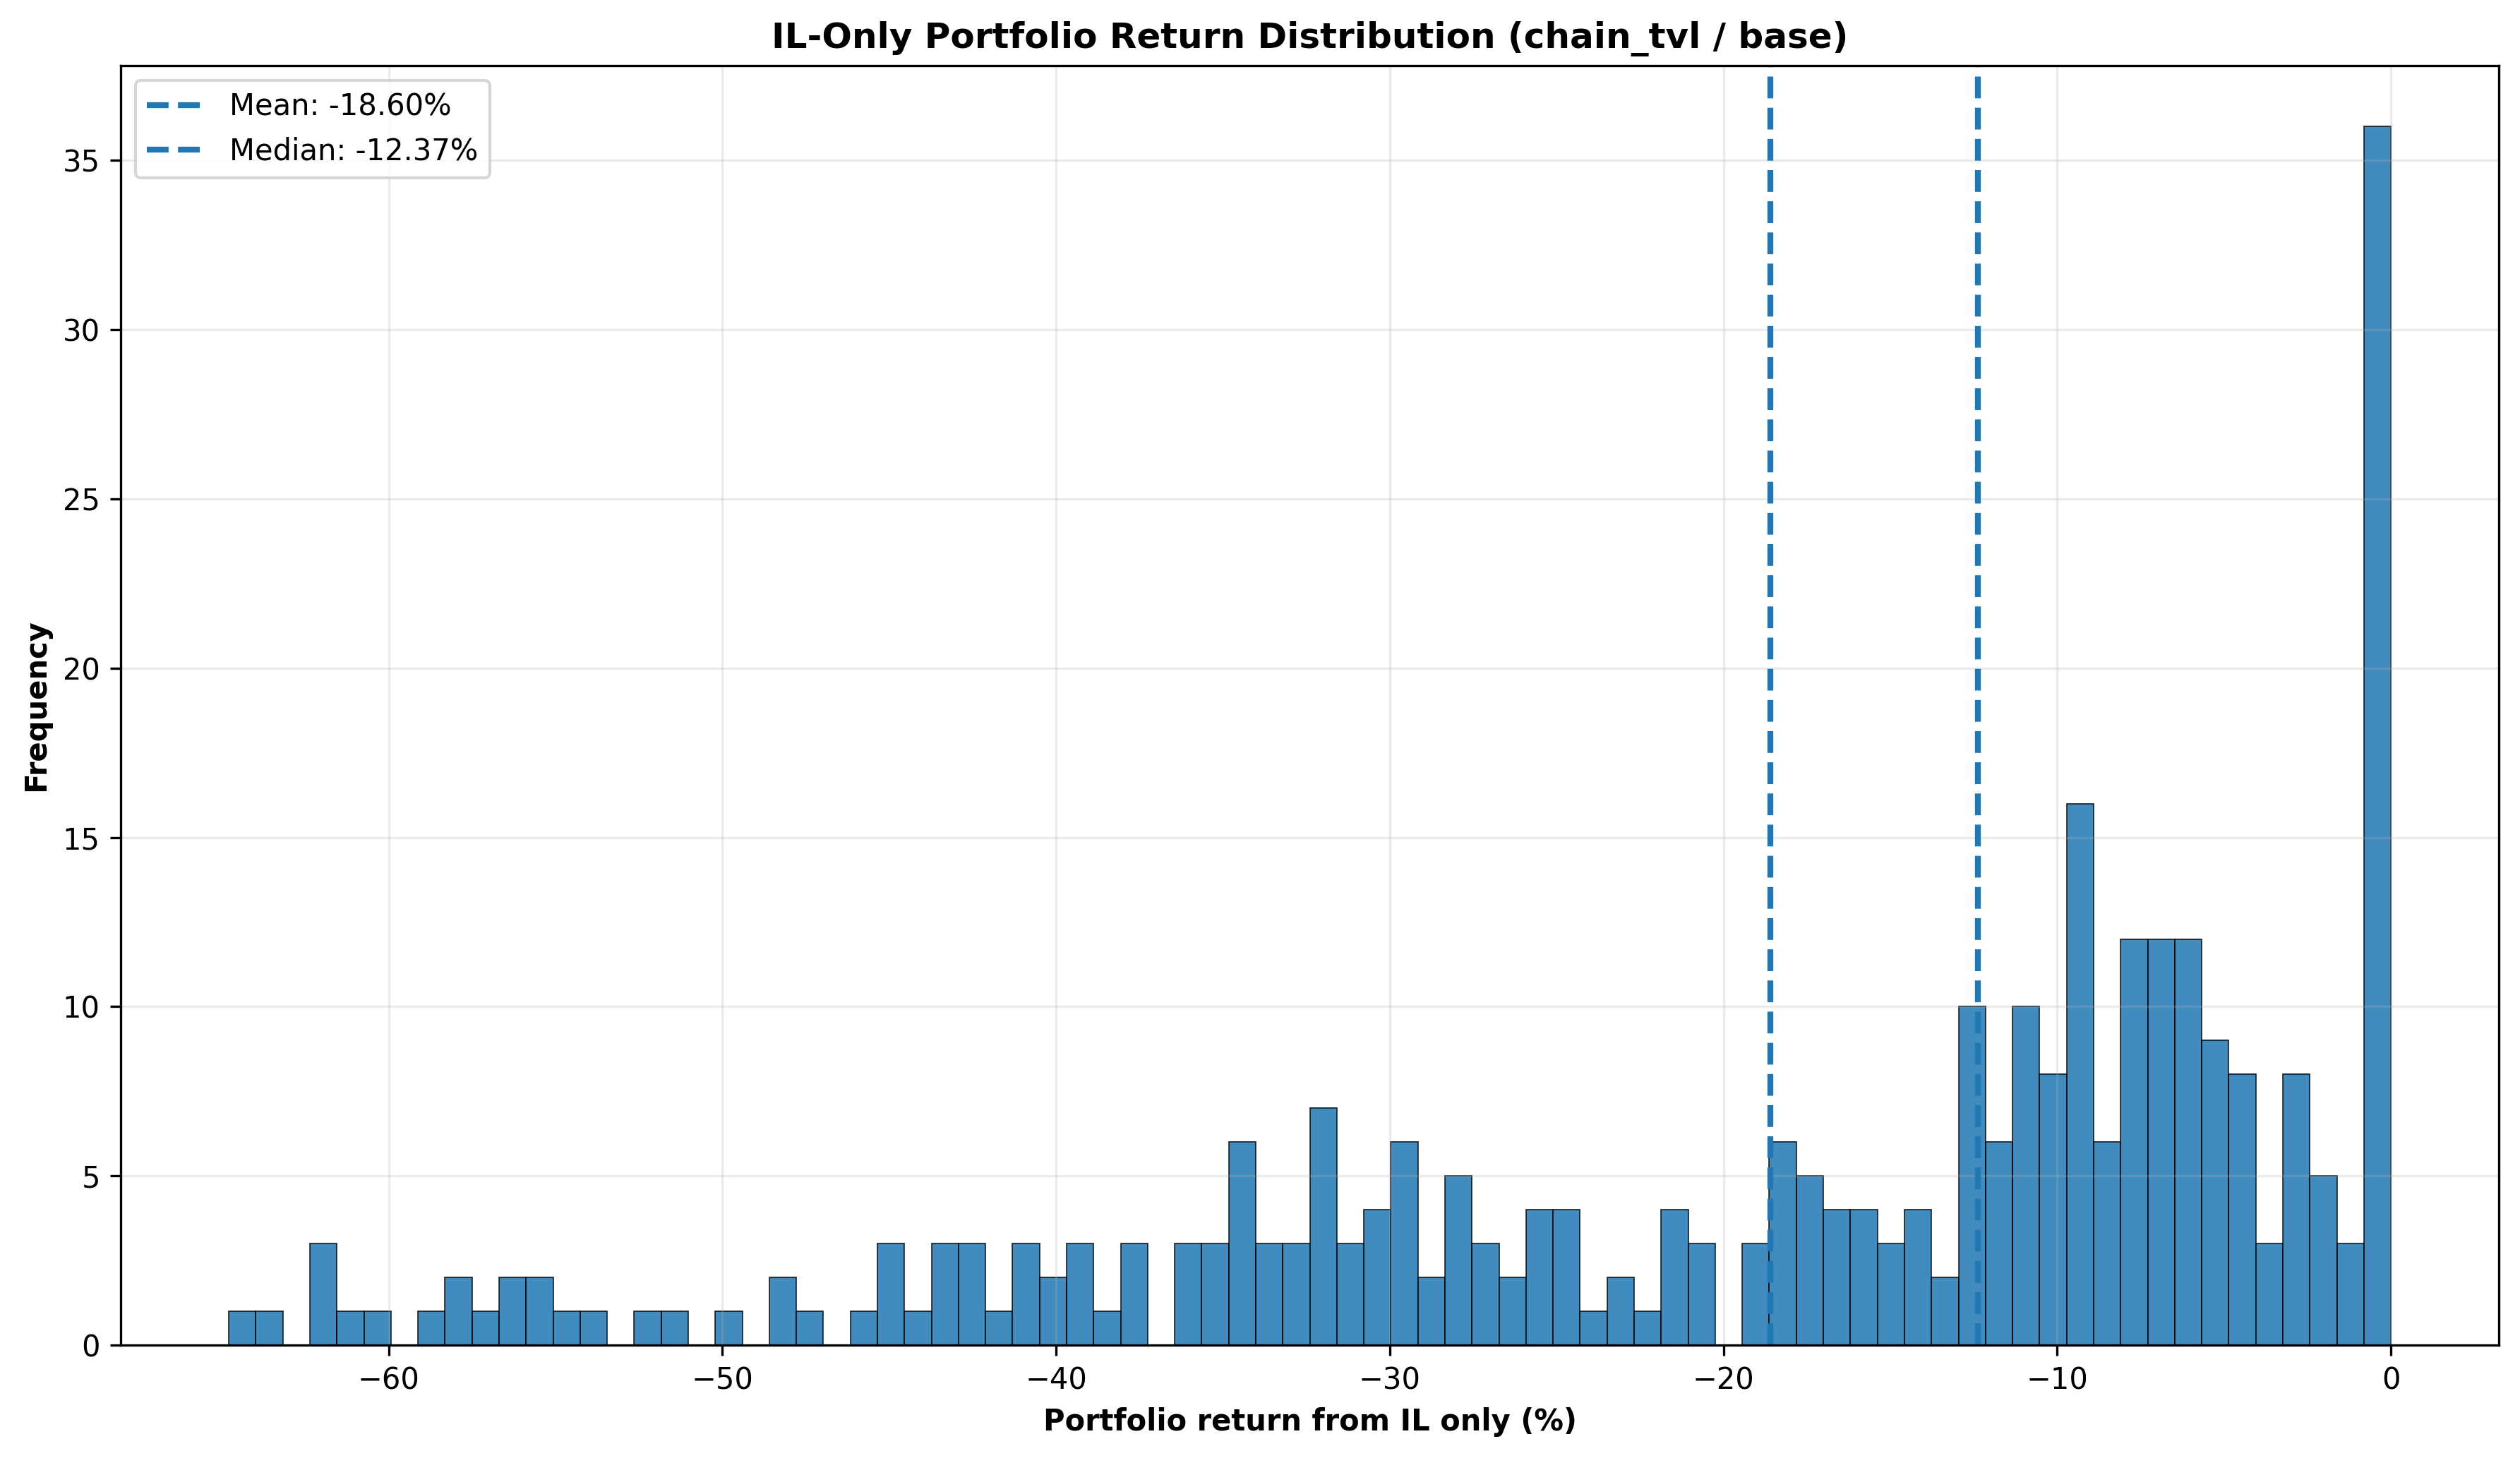 IL-Only Portfolio Return Distribution (chain_tvl / base)
Mean: -18.60%
Median: -12.37%
35
30
25
20
15
10
5
0
Frequency
−60 −50 −40 −30 −20 −10 0
Portfolio return from IL only (%)